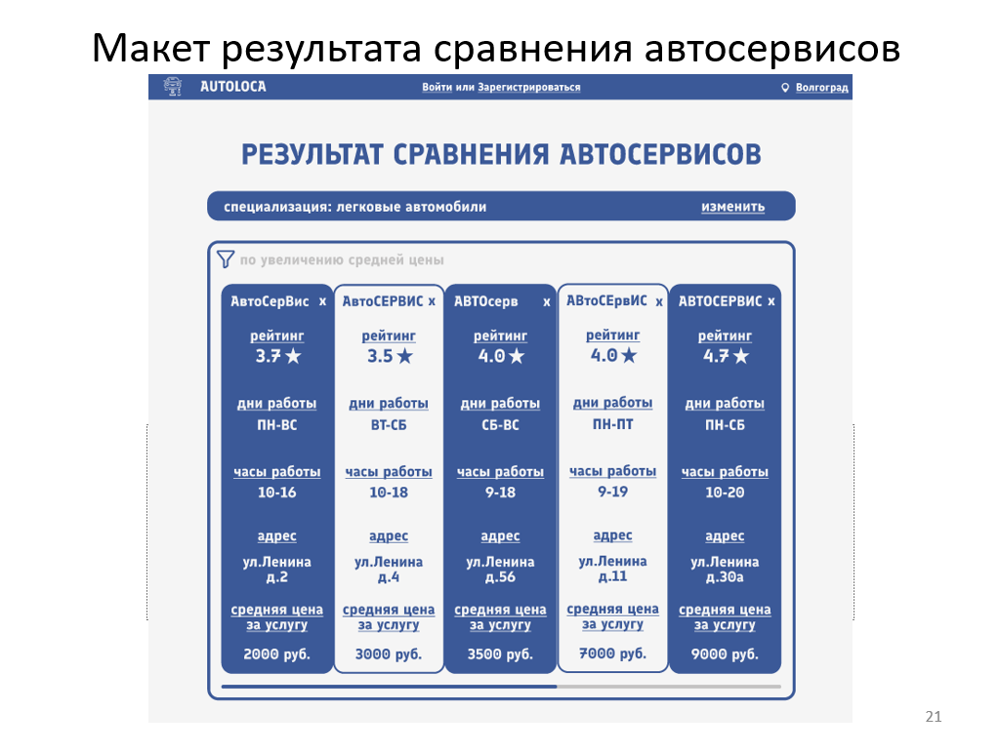 Макет результата сравнения автосервисов
AUTOLOCA
Войти или Зарегистрироваться
Волгоград
РЕЗУЛЬТАТ СРАВНЕНИЯ АВТОСЕРВИСОВ
специализация: легковые автомобили
изменить
по увеличению средней цены
АвтоСерВис х
рейтинг
3.7 ★
дни работы
ПН-ВС
часы работы
10-16
адрес
ул.Ленина
д.2
средняя цена
за услугу
2000 руб.
АвтоСЕРВИС х
рейтинг
3.5 ★
дни работы
ВТ-СБ
часы работы
10-18
адрес
ул.Ленина
д.4
средняя цена
за услугу
3000 руб.
АВТОсерв х
рейтинг
4.0 ★
дни работы
СБ-ВС
часы работы
9-18
адрес
ул.Ленина
д.56
средняя цена
за услугу
3500 руб.
АВтоСЕрвИС х
рейтинг
4.0 ★
дни работы
ПН-ПТ
часы работы
9-19
адрес
ул.Ленина
д.11
средняя цена
за услугу
7000 руб.
АВТОСЕРВИС х
рейтинг
4.7 ★
дни работы
ПН-СБ
часы работы
10-20
адрес
ул.Ленина
д.30а
средняя цена
за услугу
9000 руб.
21